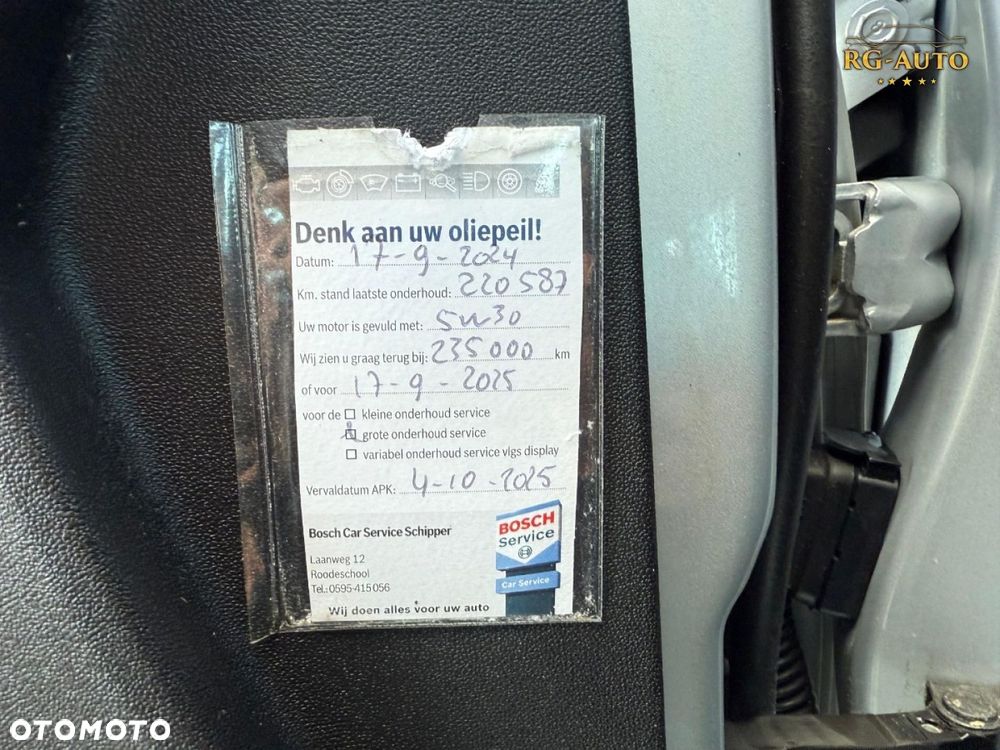 RG-AUTO
Denk aan uw oliepeil!
Datum: 17-9-2024
Km. stand laatste onderhoud: 220587
Uw motor is gevuld met: 5w30
Wij zien u graag terug bij: 235000 km
of voor 17-9-2025
voor de ☐ kleine onderhoud service
☒ grote onderhoud service
☐ variabel onderhoud service vlgs display
Vervaldatum APK: 4-10-2025
Bosch Car Service Schipper
Laanweg 12
Roodeschool
Tel.:0595-415056
BOSCH
Service
Car Service
Wij doen alles voor uw auto
OTOMOTO